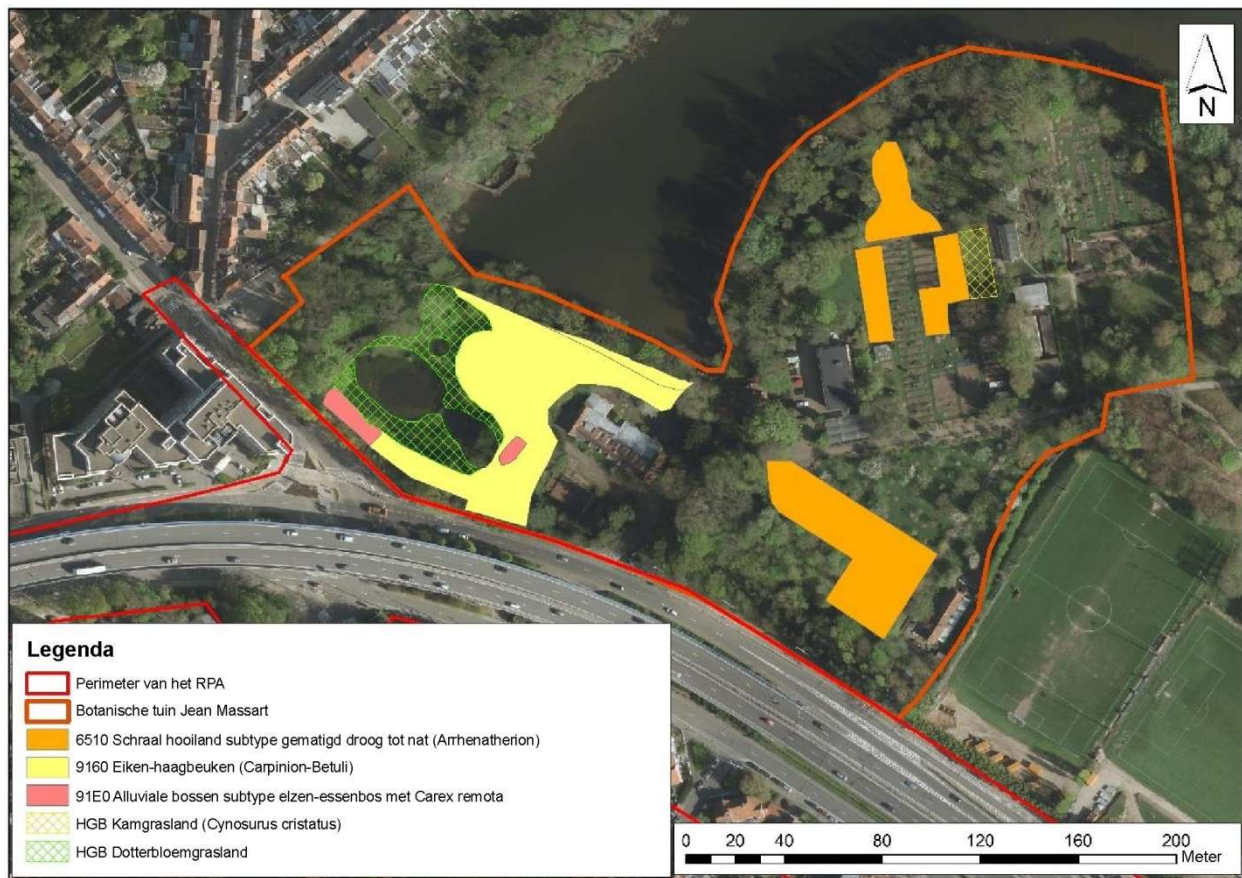 N
Legenda
Perimeter van het RPA
Botanische tuin Jean Massart
6510 Schraal hooiland subtype gematigd droog tot nat (Arrhenatherion)
9160 Eiken-haagbeuken (Carpinion-Betuli)
91E0 Alluviale bossen subtype elzen-essenbos met Carex remota
HGB Kamgrasland (Cynosurus cristatus)
HGB Dotterbloemgrasland
0 20 40 80 120 160 200
Meter